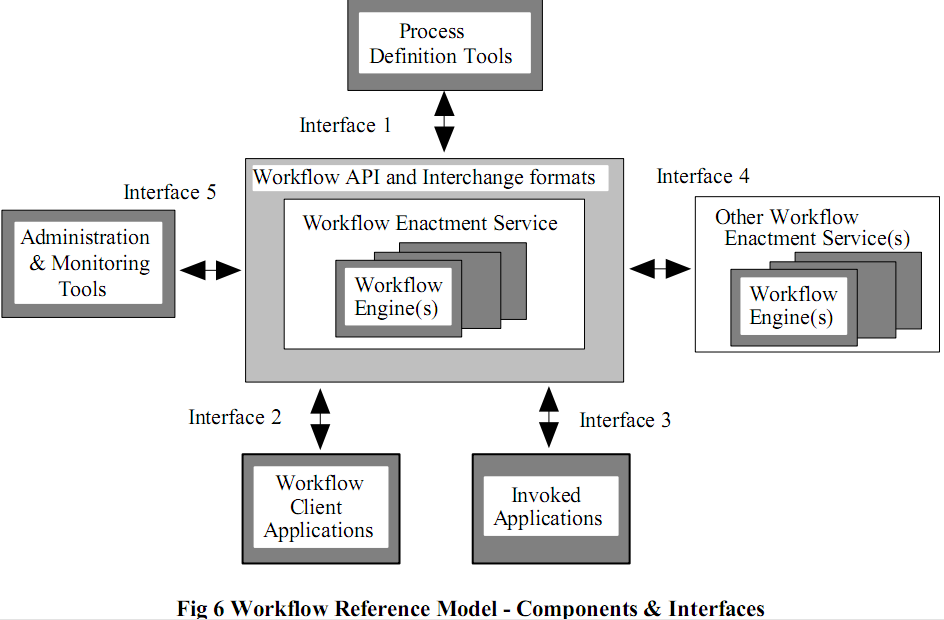 Process
Definition Tools
Interface 1
Workflow API and Interchange formats
Interface 5
Interface 4
Workflow Enactment Service
Administration
& Monitoring
Tools
Workflow
Engine(s)
Other Workflow
Enactment Service(s)
Workflow
Engine(s)
Interface 2
Interface 3
Workflow
Client
Applications
Invoked
Applications
Fig 6 Workflow Reference Model - Components & Interfaces